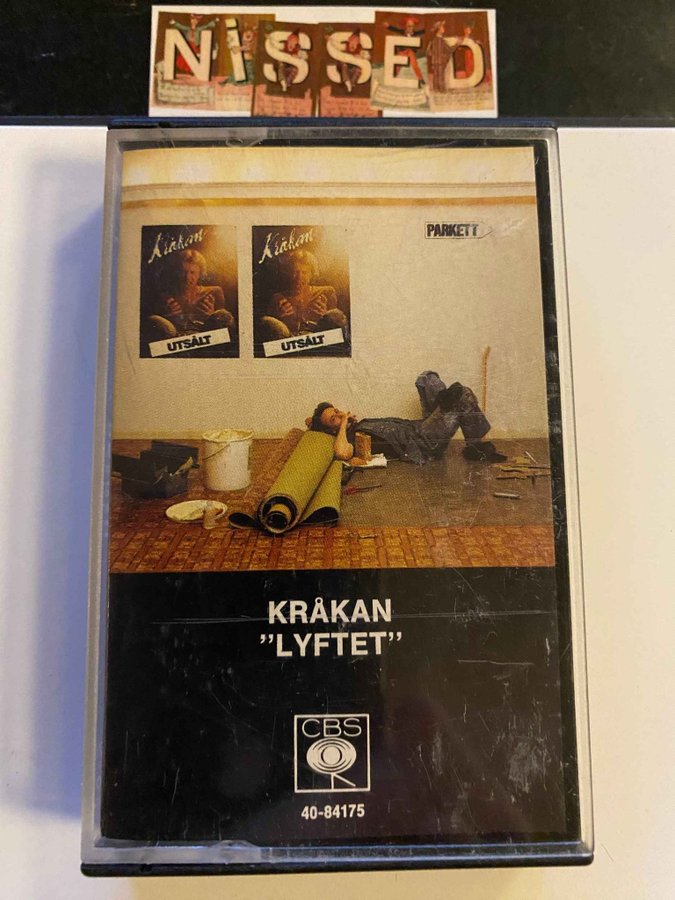 NiSSED
Kråkan
Kråkan
PARKETT
UTSÅLT
UTSÅLT
KRÅKAN
”LYFTET”
CBS
40-84175